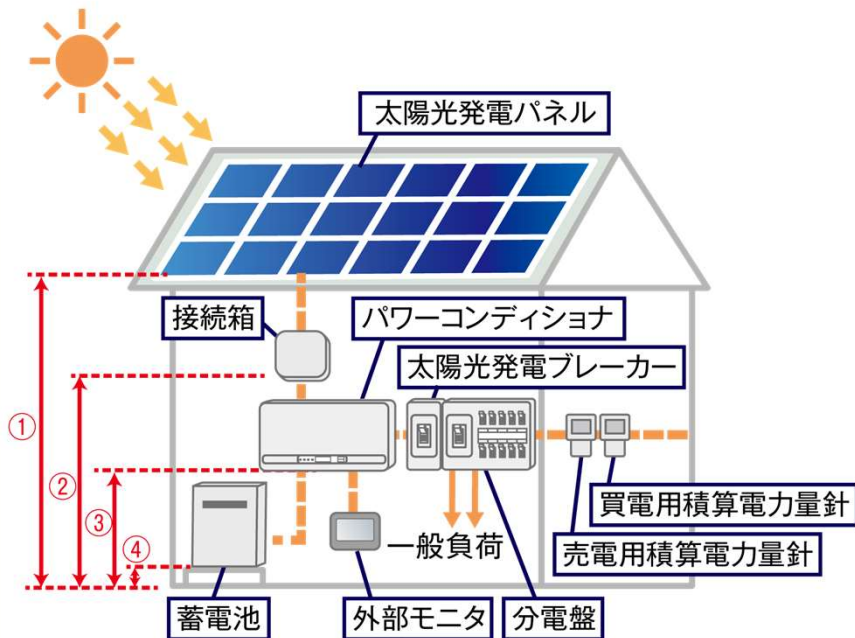 太陽光発電パネル
接続箱
パワーコンディショナ
太陽光発電ブレーカー
①
②
③
④
買電用積算電力量針
売電用積算電力量針
一般負荷
蓄電池
外部モニタ
分電盤